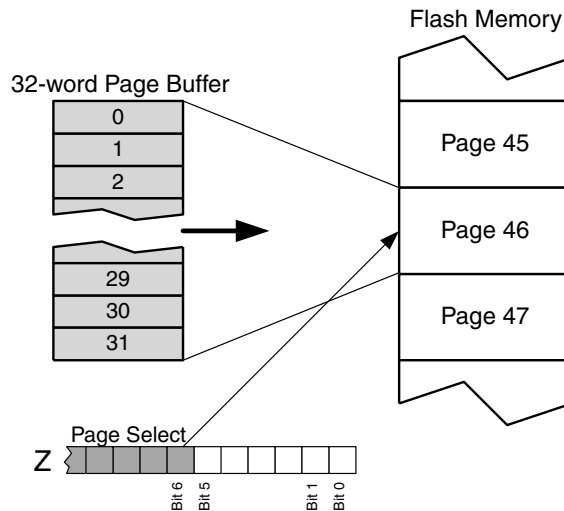 Flash Memory
32-word Page Buffer
0
1
2
29
30
31
Page 45
Page 46
Page 47
Page Select
Z
Bit 6
Bit 5
Bit 1
Bit 0